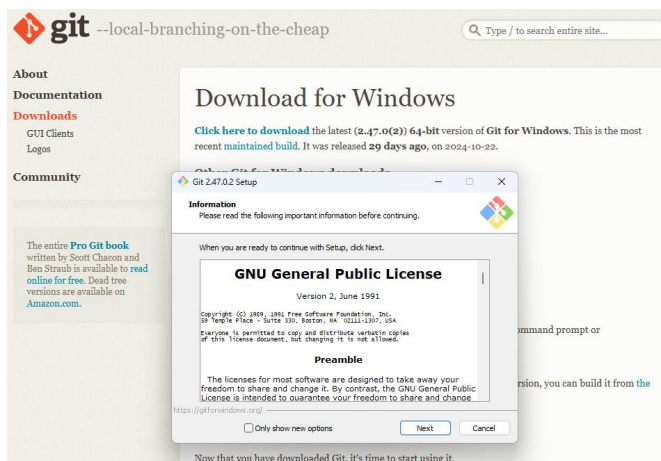 git --local-branching-on-the-cheap
Type / to search entire site...
About
Documentation
Downloads
GUI Clients
Logos
Community
The entire Pro Git book
written by Scott Chacon and
Ben Straub is available to read
online for free. Dead tree
versions are available on
Amazon.com.
Download for Windows
Click here to download the latest (2.47.0(2)) 64-bit version of Git for Windows. This is the most
recent maintained build. It was released 29 days ago, on 2024-10-22.
Other Git for Windows downloads
Git 2.47.0.2 Setup
Information
Please read the following important information before continuing.
When you are ready to continue with Setup, click Next.
GNU General Public License
Version 2, June 1991
Copyright (C) 1989, 1991 Free Software Foundation, Inc.
59 Temple Place - Suite 330, Boston, MA 02111-1307, USA
Everyone is permitted to copy and distribute verbatim copies
of this license document, but changing it is not allowed.
Preamble
The licenses for most software are designed to take away your
freedom to share and change it. By contrast, the GNU General Public
License is intended to guarantee your freedom to share and change
https://gitforwindows.org/
Only show new options
Next
Cancel
ommand prompt or
rsion, you can build it from the
Now that you have downloaded Git, it's time to start using it.